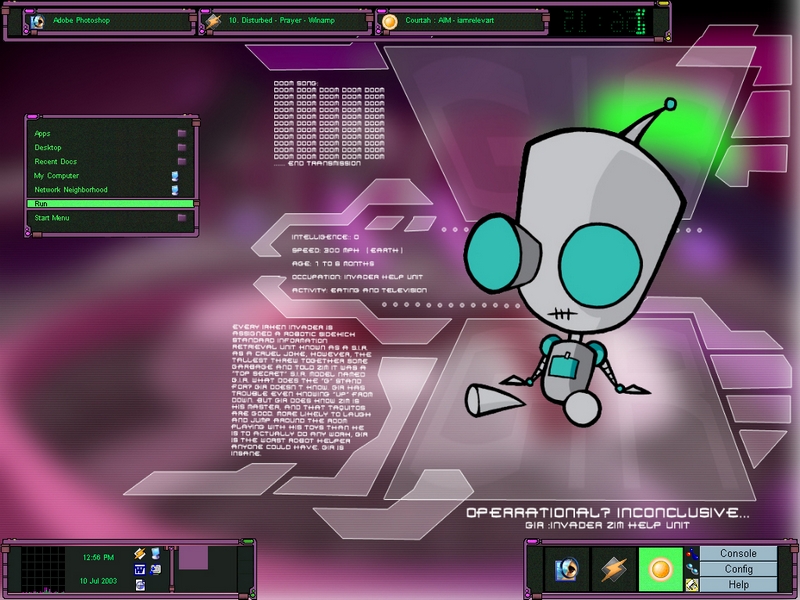 Adobe Photoshop
10. Disturbed - Prayer - Winamp
Courtah : AIM - iamrelevart
DOOM SONG:
DOOM DOOM DOOM DOOM DOOM
DOOM DOOM DOOM DOOM DOOM
DOOM DOOM DOOM DOOM DOOM
DOOM DOOM DOOM DOOM DOOM
DOOM DOOM DOOM DOOM DOOM
DOOM DOOM DOOM DOOM DOOM
DOOM DOOM DOOM DOOM DOOM
DOOM DOOM DOOM DOOM DOOM
DOOM DOOM DOOM DOOM DOOM
DOOM DOOM DOOM DOOM DOOM
DOOM DOOM DOOM DOOM DOOM
...... END TRANSMISSION
Apps
Desktop
Recent Docs
My Computer
Network Neighborhood
Run
Start Menu
INTELLIGENCE: 0
SPEED: 300 MPH (EARTH)
AGE: 1 TO 6 MONTHS
OCCUPATION: INVADER HELP UNIT
ACTIVITY: EATING AND TELEVISION
EVERY IRKEN INVADER IS
ASSIGNED A ROBOTIC SIDEKICK
STANDARD INFORMATION
RETRIEVAL UNIT KNOWN AS A S.I.R.
AS A CRUEL JOKE, HOWEVER, THE
TALLEST THREW TOGETHER SOME
GARBAGE AND TOLD ZIM IT WAS A
"TOP SECRET" S.I.R. MODEL NAMED
G.I.R. WHAT DOES THE "G" STAND
FOR? GIR DOESN'T KNOW. GIR HAS
TROUBLE EVEN KNOWING "UP" FROM
DOWN. BUT GIR DOES KNOW ZIM IS
HIS MASTER, AND THAT TAQUITOS
ARE GOOD. MORE LIKELY TO LAUGH
AND JUMP AROUND THE ROOM
PLAYING WITH HIS TOYS THAN HE
IS TO ACTUALLY DO ANY WORK, GIR
IS THE WORST ROBOT HELPER
ANYONE COULD HAVE. GIR IS
INSANE.
OPERRATIONAL? INCONCLUSIVE...
GIR :INVADER ZIM HELP UNIT
12:56 PM
10 Jul 2003
Console
Config
Help